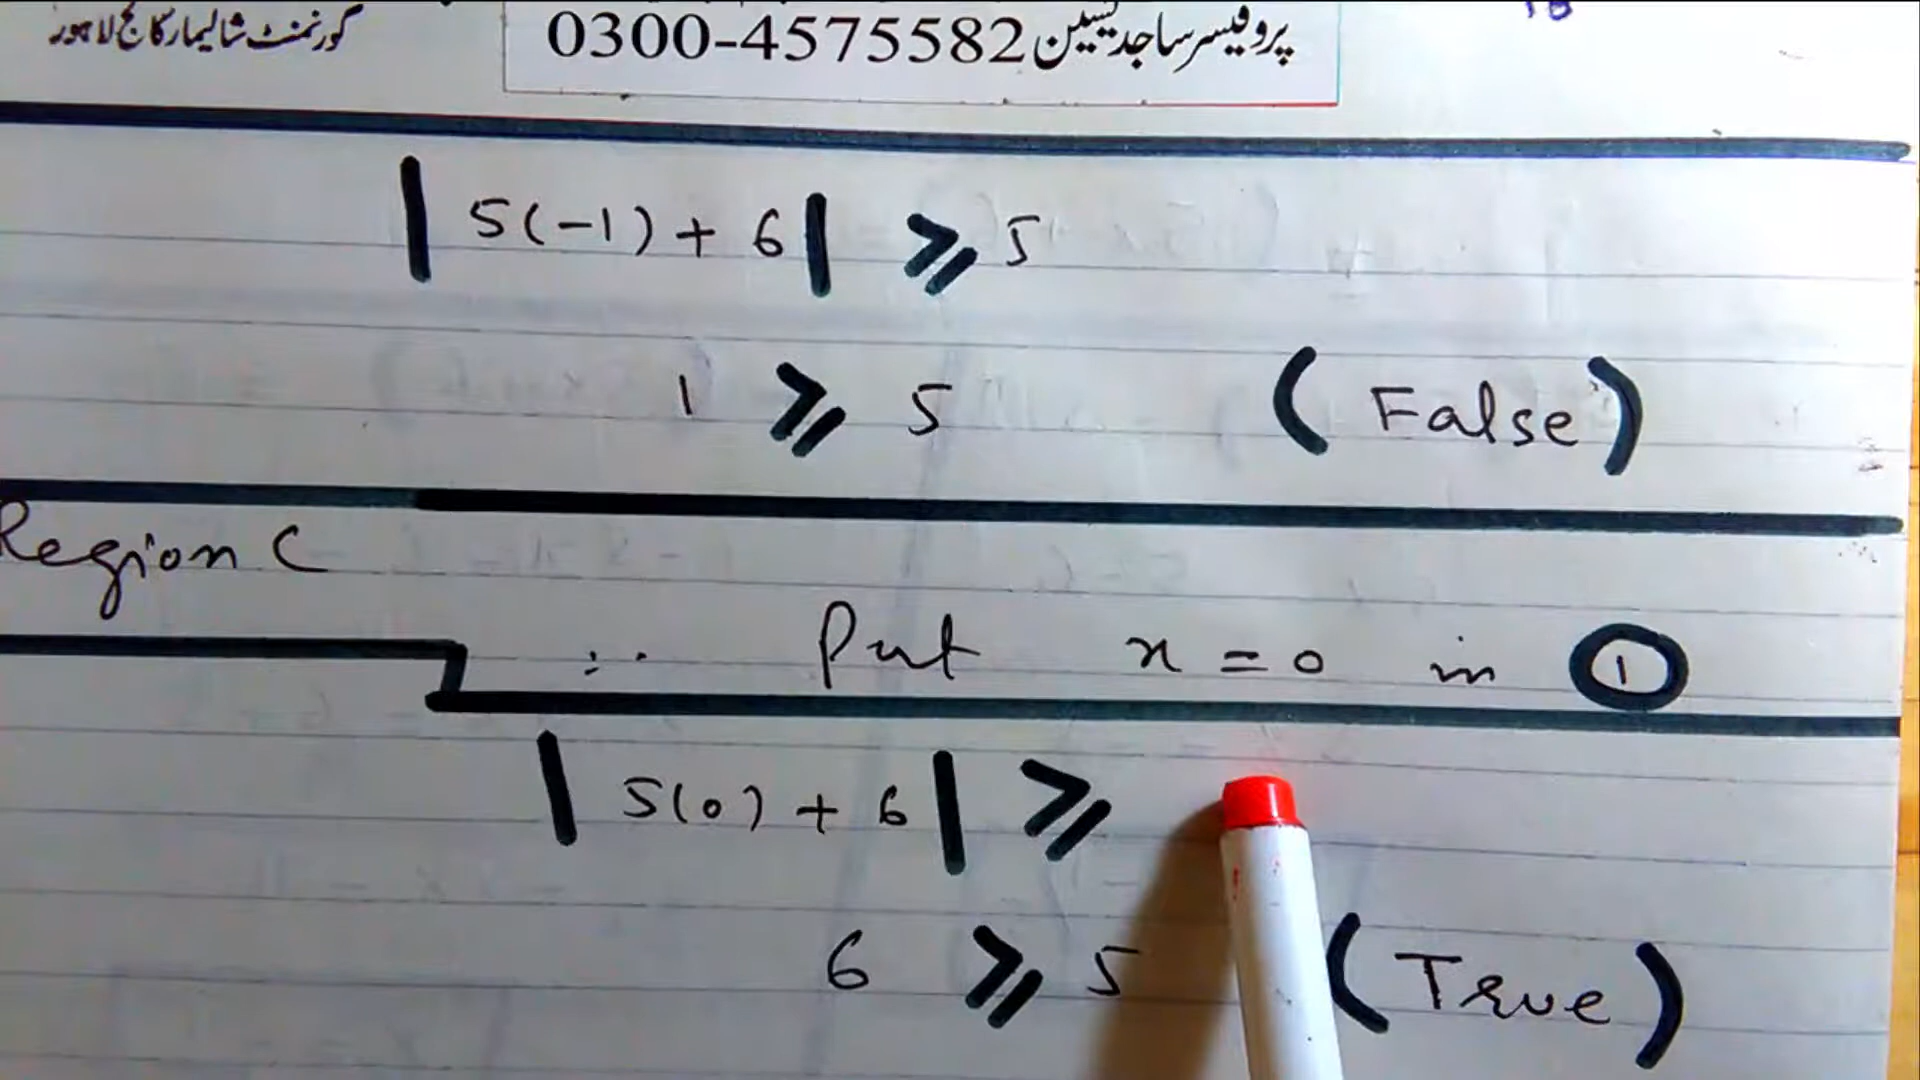 گورنمنٹ شالیمار کالج لاہور
پروفیسر ساجد یٰسین 0300-4575582
| 5(-1) + 6 | ⩾ 5
1 ⩾ 5 (False)
Region C
∴ Put x = 0 in ①
| 5(0) + 6 | ⩾
6 ⩾ 5 (True)